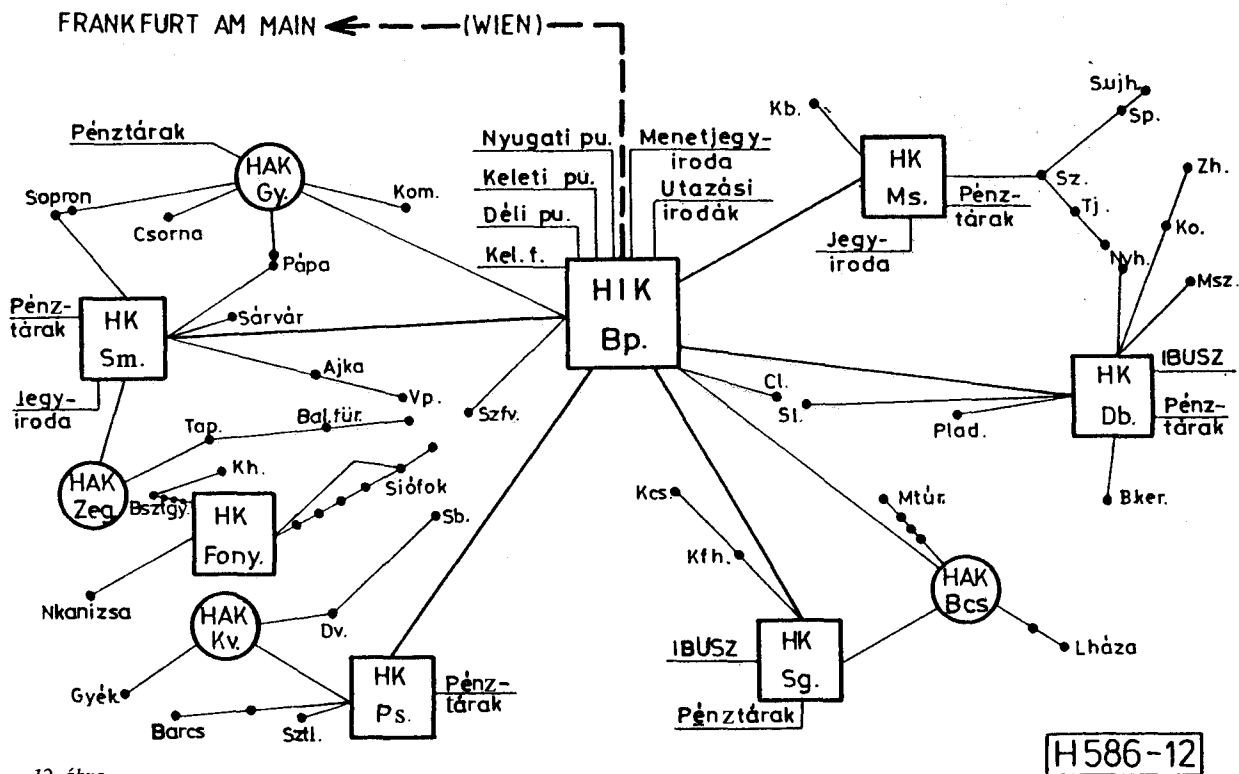 FRANKFURT AM MAIN
(WIEN)
Pénztárak
HAK
Gy.
Sopron
Csorna
Kom.
Pápa
Nyugati pu.
Keleti pu.
Déli pu.
Kel. f.
Menetjegy-
iroda
Utazási
irodák
HIK
Bp.
Kb.
HK
Ms.
Pénz-
tárak
Jegy-
iroda
S.ujh.
Sp.
Sz.
Tj.
Nyh.
Zh.
Ko.
Msz.
Pénz-
tárak
HK
Sm.
Sárvár
Ajka
Vp.
Jegy-
iroda
Szfv.
Cl.
Sl.
Plad.
HK
Db.
IBUSZ
Pénz-
tárak
Bker.
Tap.
Bal.für.
HAK
Zeg.
Kh.
Bsztgy.
HK
Fony.
Siófok
Sb.
Nkanizsa
HAK
Kv.
Dv.
Gyék.
Barcs
Sztl.
HK
Ps.
Pénz-
tárak
Kcs.
Kfh.
Mtúr.
HAK
Bcs
Lháza
IBUSZ
HK
Sg.
Pénztárak
H586-12